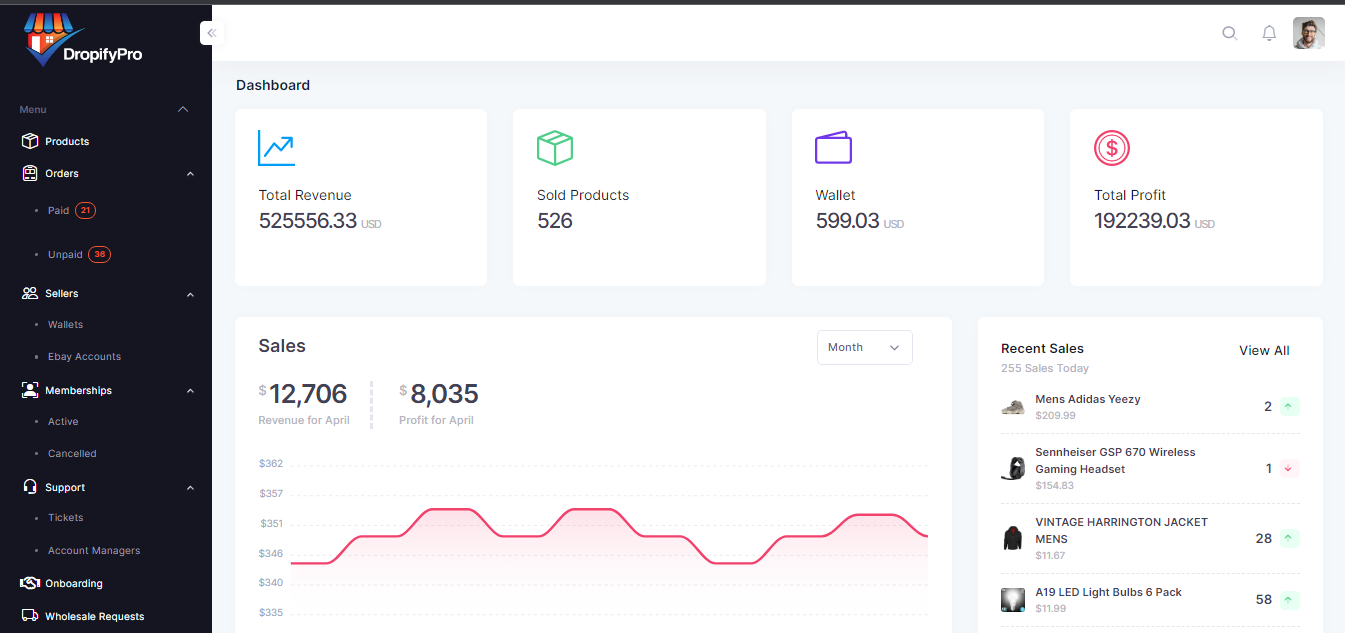 DropifyPro
Menu
Products
Orders
Paid 21
Unpaid 36
Sellers
Wallets
Ebay Accounts
Memberships
Active
Cancelled
Support
Tickets
Account Managers
Onboarding
Wholesale Requests
Dashboard
Total Revenue
525556.33 USD
Sold Products
526
Wallet
599.03 USD
Total Profit
192239.03 USD
Sales
Month
$12,706
Revenue for April
$8,035
Profit for April
$362
$357
$351
$346
$340
$335
Recent Sales
View All
255 Sales Today
Mens Adidas Yeezy
$209.99
2
Sennheiser GSP 670 Wireless
Gaming Headset
$154.83
1
VINTAGE HARRINGTON JACKET
MENS
$11.67
28
A19 LED Light Bulbs 6 Pack
$11.99
58